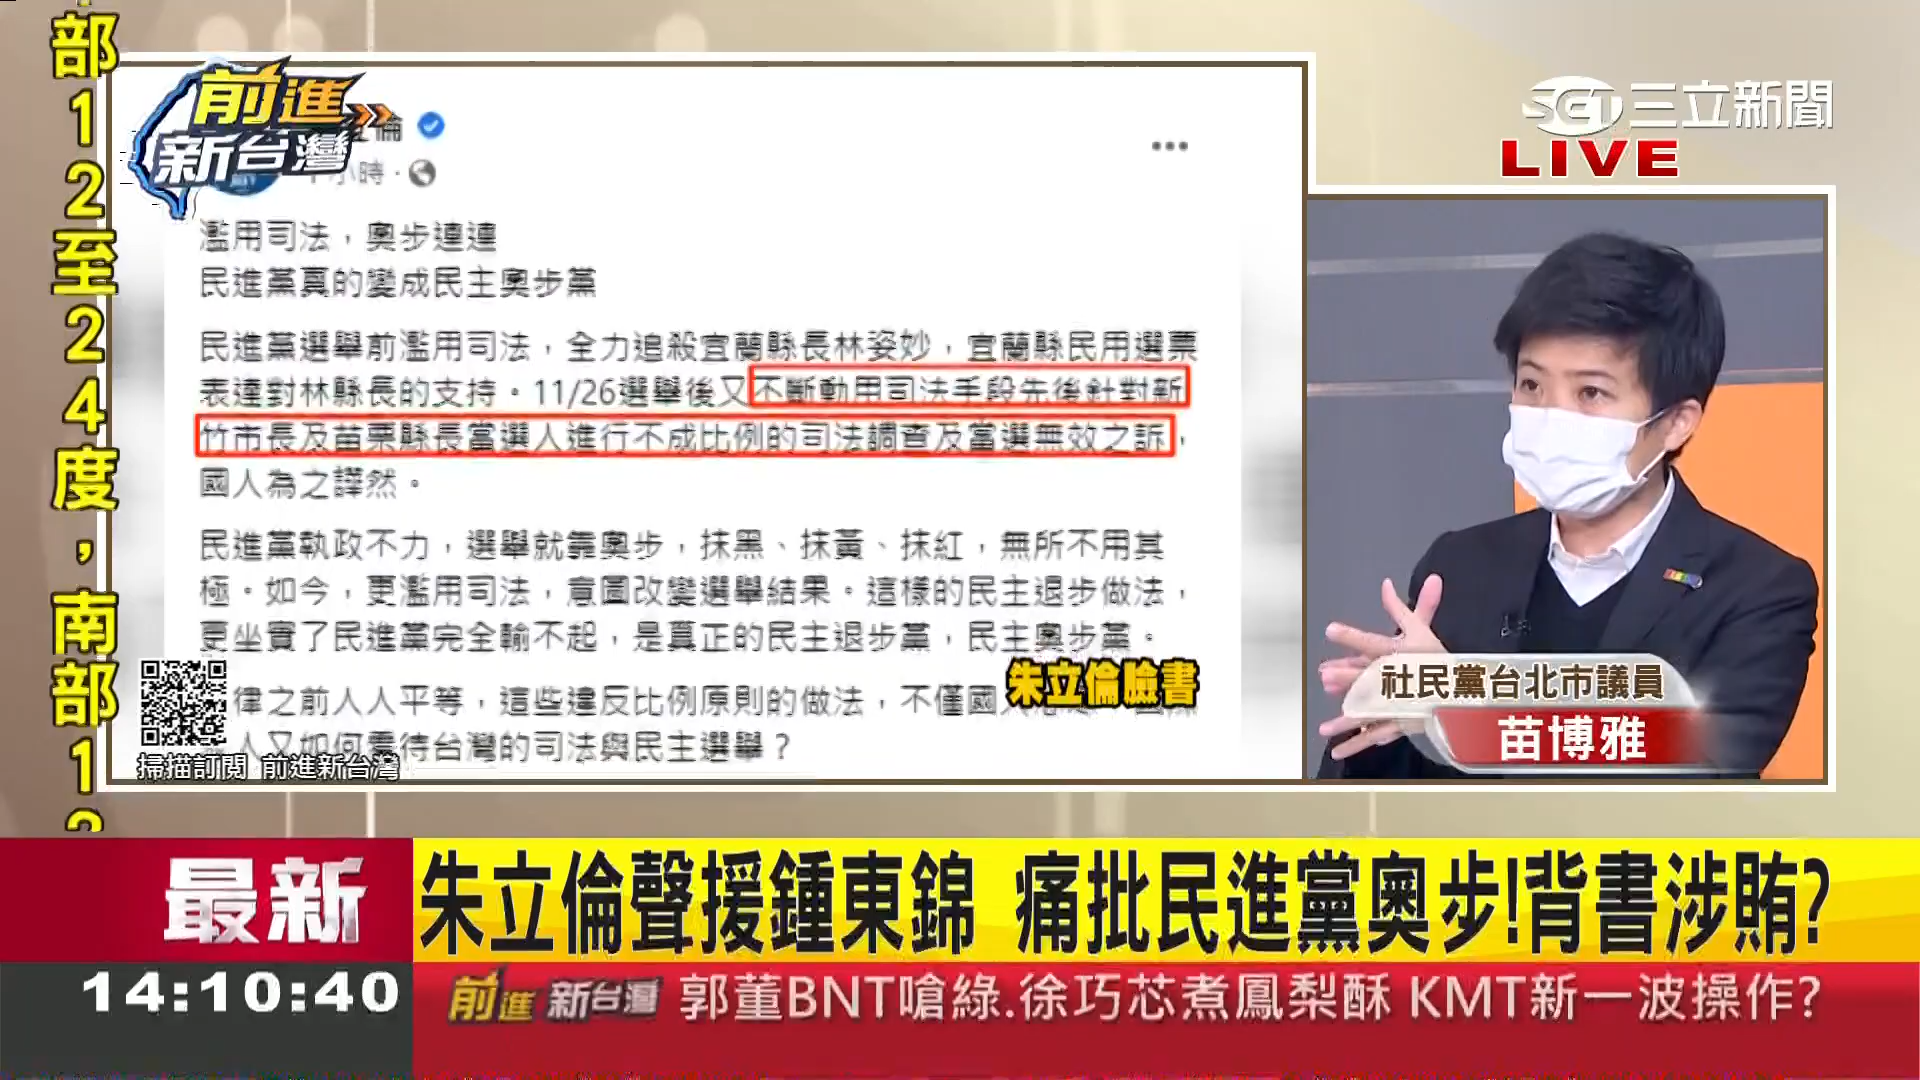 部12至24度，南部1
前進
新台灣
小時
濫用司法，奧步連連
民進黨真的變成民主奧步黨
民進黨選舉前濫用司法，全力追殺宜蘭縣長林姿妙，宜蘭縣民用選票
表達對林縣長的支持。11/26選舉後又不斷動用司法手段先後針對新
竹市長及苗栗縣長當選人進行不成比例的司法調查及當選無效之訴，
國人為之譁然。
民進黨執政不力，選舉就靠奧步，抹黑、抹黃、抹紅，無所不用其
極。如今，更濫用司法，意圖改變選舉結果。這樣的民主退步做法，
更坐實了民進黨完全輸不起，是真正的民主退步黨，民主奧步黨。
律之前人人平等，這些違反比例原則的做法，不僅國人
人又如何看待台灣的司法與民主選舉？
朱立倫臉書
掃描訂閱 前進新台灣
SET三立新聞
LIVE
社民黨台北市議員
苗博雅
最新
朱立倫聲援鍾東錦 痛批民進黨奧步!背書涉賄?
14:10:40
前進新台灣 郭董BNT嗆綠.徐巧芯煮鳳梨酥 KMT新一波操作?